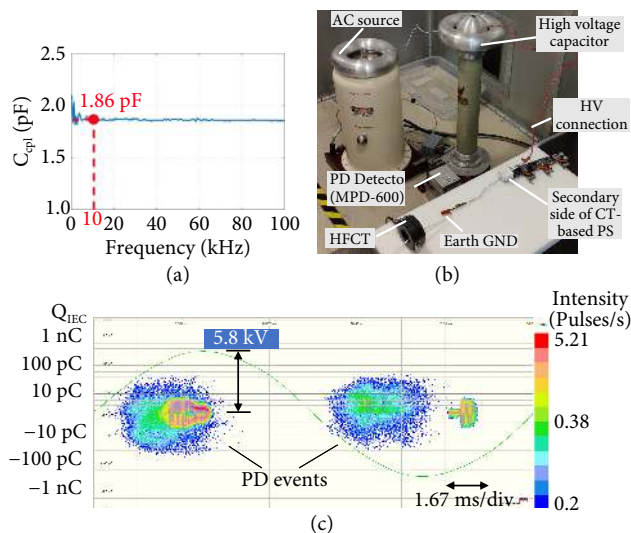 (a)
2.5
2.0
1.5
1.0
C_cpl (pF)
1.86 pF
10
0 20 40 60 80 100
Frequency (kHz)
(a)
(b)
AC source
High voltage
capacitor
HV
connection
PD Detecto
(MPD-600)
Secondary
side of CT-
based PS
HFCT
Earth GND
(b)
Q_IEC
1 nC
100 pC
10 pC
−10 pC
−100 pC
−1 nC
5.8 kV
PD events
1.67 ms/div
Intensity
(Pulses/s)
5.21
0.38
0.2
(c)